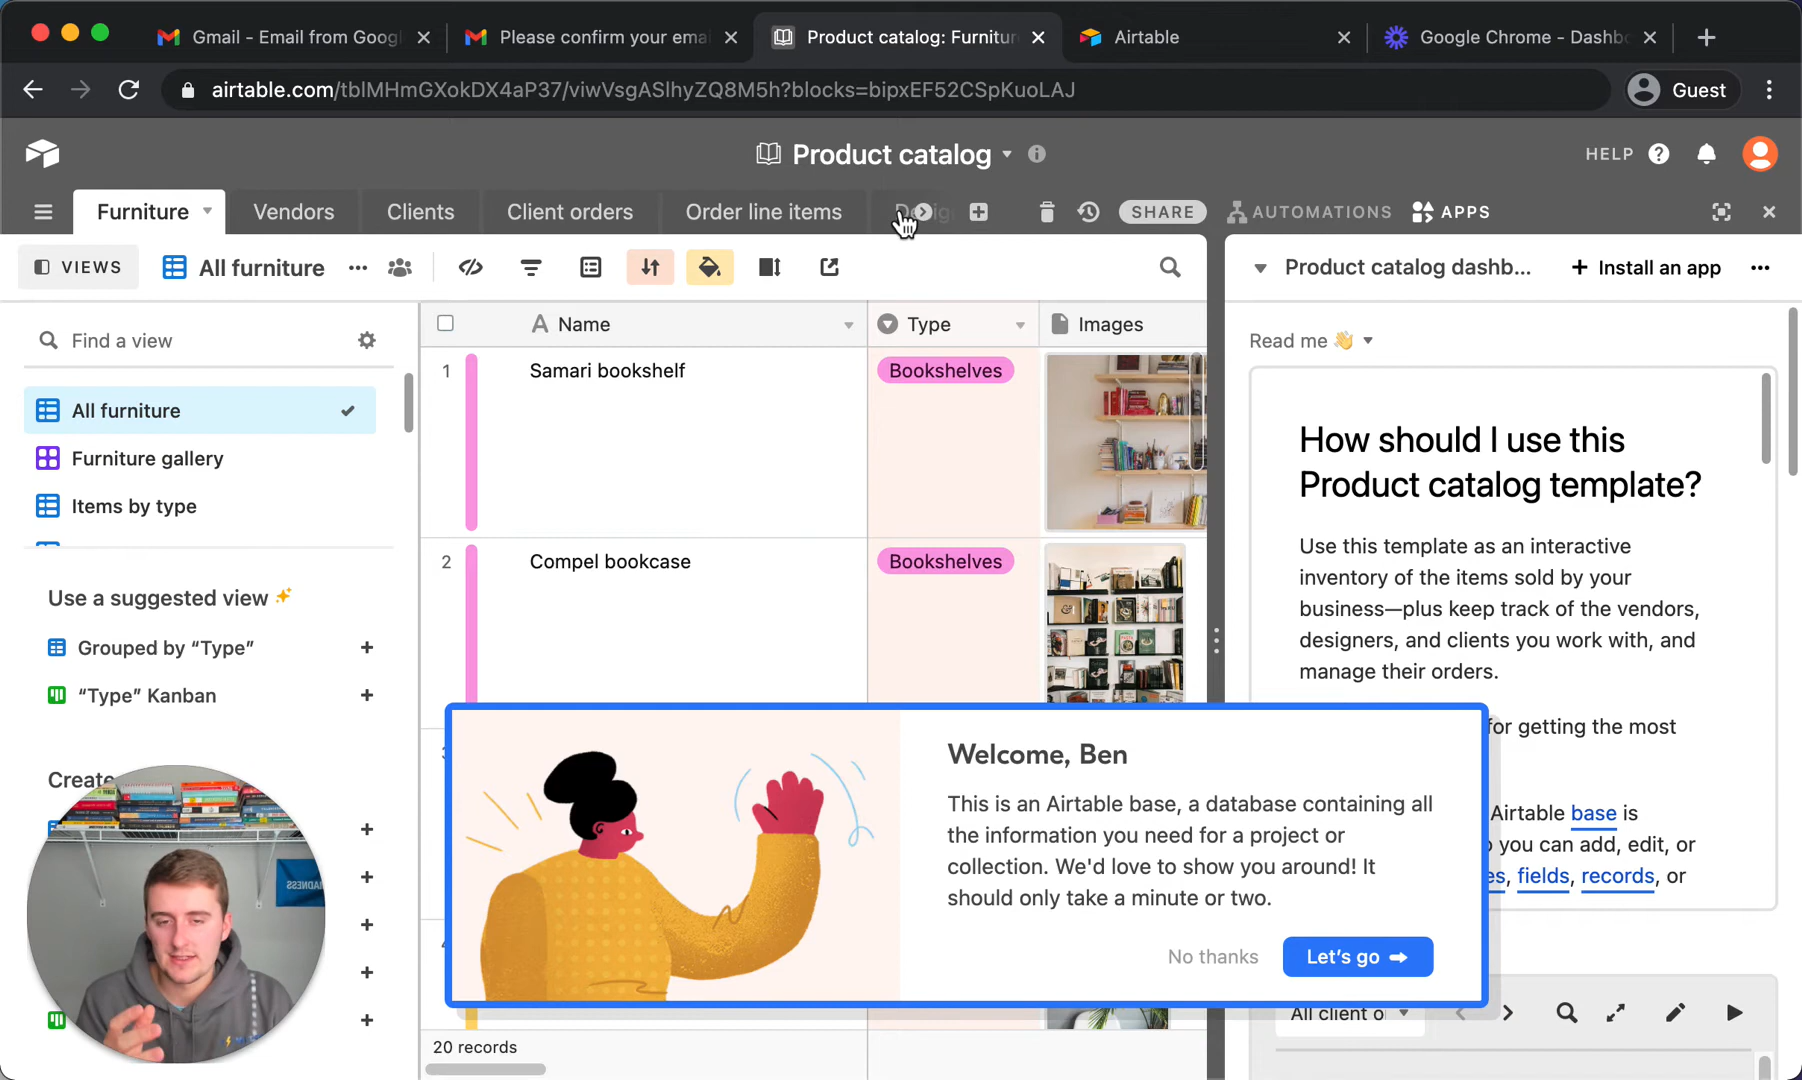 Gmail - Email from Googl
Please confirm your emai
Product catalog: Furnitur
Airtable
Google Chrome - Dashbo
airtable.com/tblMHmGXokDX4aP37/viwVsgASlhyZQ8M5h?blocks=bipxEF52CSpKuoLAJ
Guest
Product catalog
HELP
Furniture
Vendors
Clients
Client orders
Order line items
SHARE
AUTOMATIONS
APPS
VIEWS
All furniture
Product catalog dashb...
+ Install an app
Find a view
Name
Type
Images
Read me 👋
All furniture
Furniture gallery
Items by type
1
Samari bookshelf
Bookshelves
How should I use this
Product catalog template?
Use this template as an interactive
inventory of the items sold by your
business—plus keep track of the vendors,
designers, and clients you work with, and
manage their orders.
2
Compel bookcase
Bookshelves
Use a suggested view
Grouped by “Type”
“Type” Kanban
for getting the most
Airtable base is
you can add, edit, or
es, fields, records, or
Create
Welcome, Ben
This is an Airtable base, a database containing all
the information you need for a project or
collection. We'd love to show you around! It
should only take a minute or two.
No thanks
Let's go
MADNESS
All client o
20 records